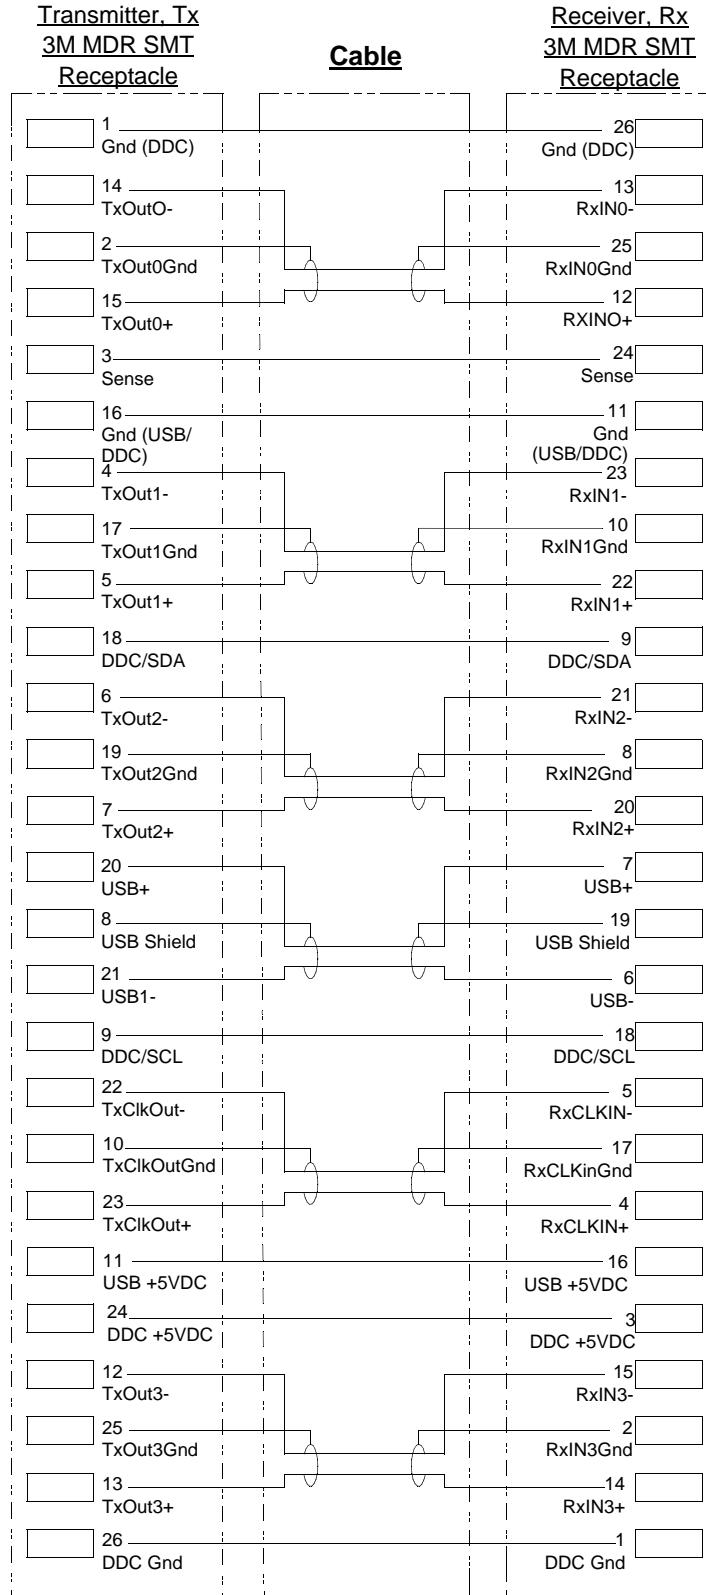 Transmitter, Tx
3M MDR SMT
Receptacle
Cable
Receiver, Rx
3M MDR SMT
Receptacle
1
Gnd (DDC)
26
Gnd (DDC)
14
TxOutO-
13
RxIN0-
2
TxOut0Gnd
25
RxIN0Gnd
15
TxOut0+
12
RXINO+
3
Sense
24
Sense
16
Gnd (USB/
DDC)
11
Gnd
(USB/DDC)
4
TxOut1-
23
RxIN1-
17
TxOut1Gnd
10
RxIN1Gnd
5
TxOut1+
22
RxIN1+
18
DDC/SDA
9
DDC/SDA
6
TxOut2-
21
RxIN2-
19
TxOut2Gnd
8
RxIN2Gnd
7
TxOut2+
20
RxIN2+
20
USB+
7
USB+
8
USB Shield
19
USB Shield
21
USB1-
6
USB-
9
DDC/SCL
18
DDC/SCL
22
TxClkOut-
5
RxCLKIN-
10
TxClkOutGnd
17
RxCLKinGnd
23
TxClkOut+
4
RxCLKIN+
11
USB +5VDC
16
USB +5VDC
24
DDC +5VDC
3
DDC +5VDC
12
TxOut3-
15
RxIN3-
25
TxOut3Gnd
2
RxIN3Gnd
13
TxOut3+
14
RxIN3+
26
DDC Gnd
1
DDC Gnd